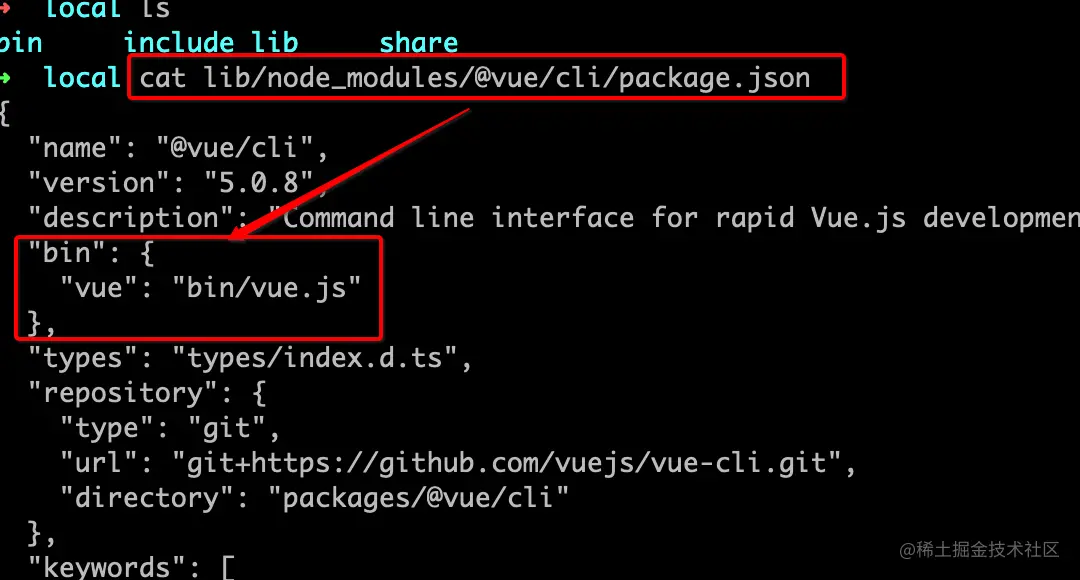 ➜ local ls
bin include lib share
➜ local cat lib/node_modules/@vue/cli/package.json
{
"name": "@vue/cli",
"version": "5.0.8",
"description": "Command line interface for rapid Vue.js developmen
"bin": {
"vue": "bin/vue.js"
},
"types": "types/index.d.ts",
"repository": {
"type": "git",
"url": "git+https://github.com/vuejs/vue-cli.git",
"directory": "packages/@vue/cli"
},
"keywords": [
@稀土掘金技术社区